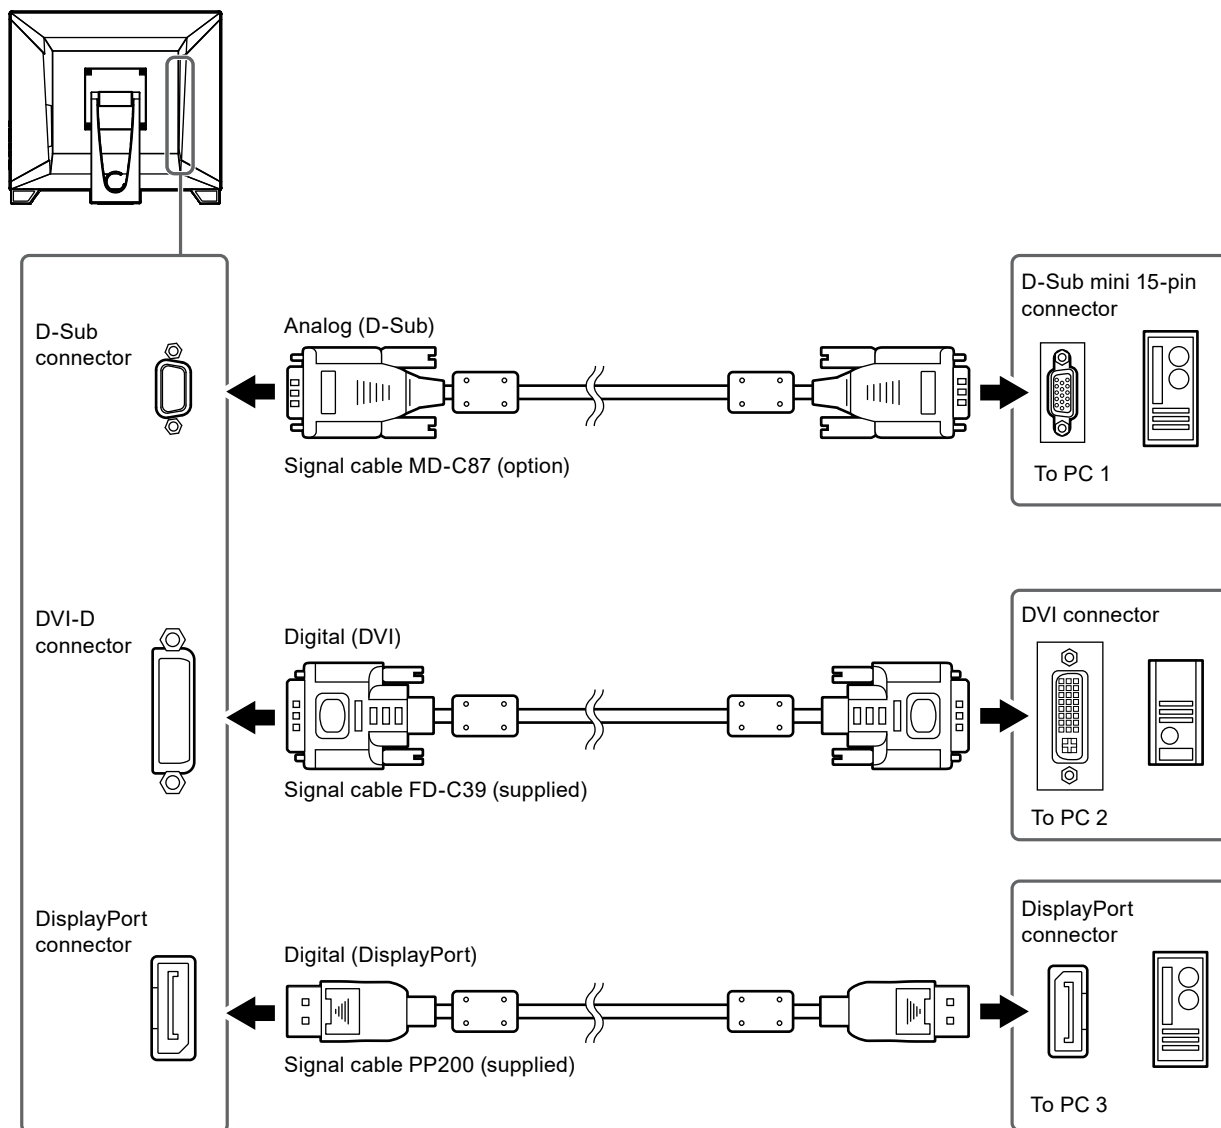 D-Sub
connector
Analog (D-Sub)
Signal cable MD-C87 (option)
D-Sub mini 15-pin
connector
To PC 1
DVI-D
connector
Digital (DVI)
Signal cable FD-C39 (supplied)
DVI connector
To PC 2
DisplayPort
connector
Digital (DisplayPort)
Signal cable PP200 (supplied)
DisplayPort
connector
To PC 3